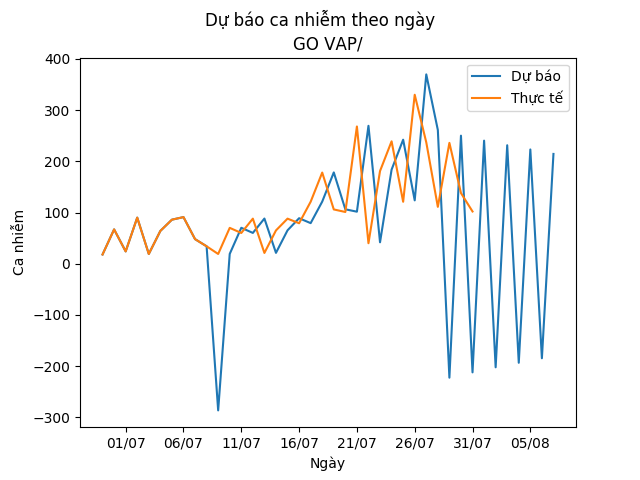 Dự báo ca nhiễm theo ngày
GO VAP/
Dự báo
Thực tế
Ca nhiễm
400
300
200
100
0
−100
−200
−300
01/07 06/07 11/07 16/07 21/07 26/07 31/07 05/08
Ngày